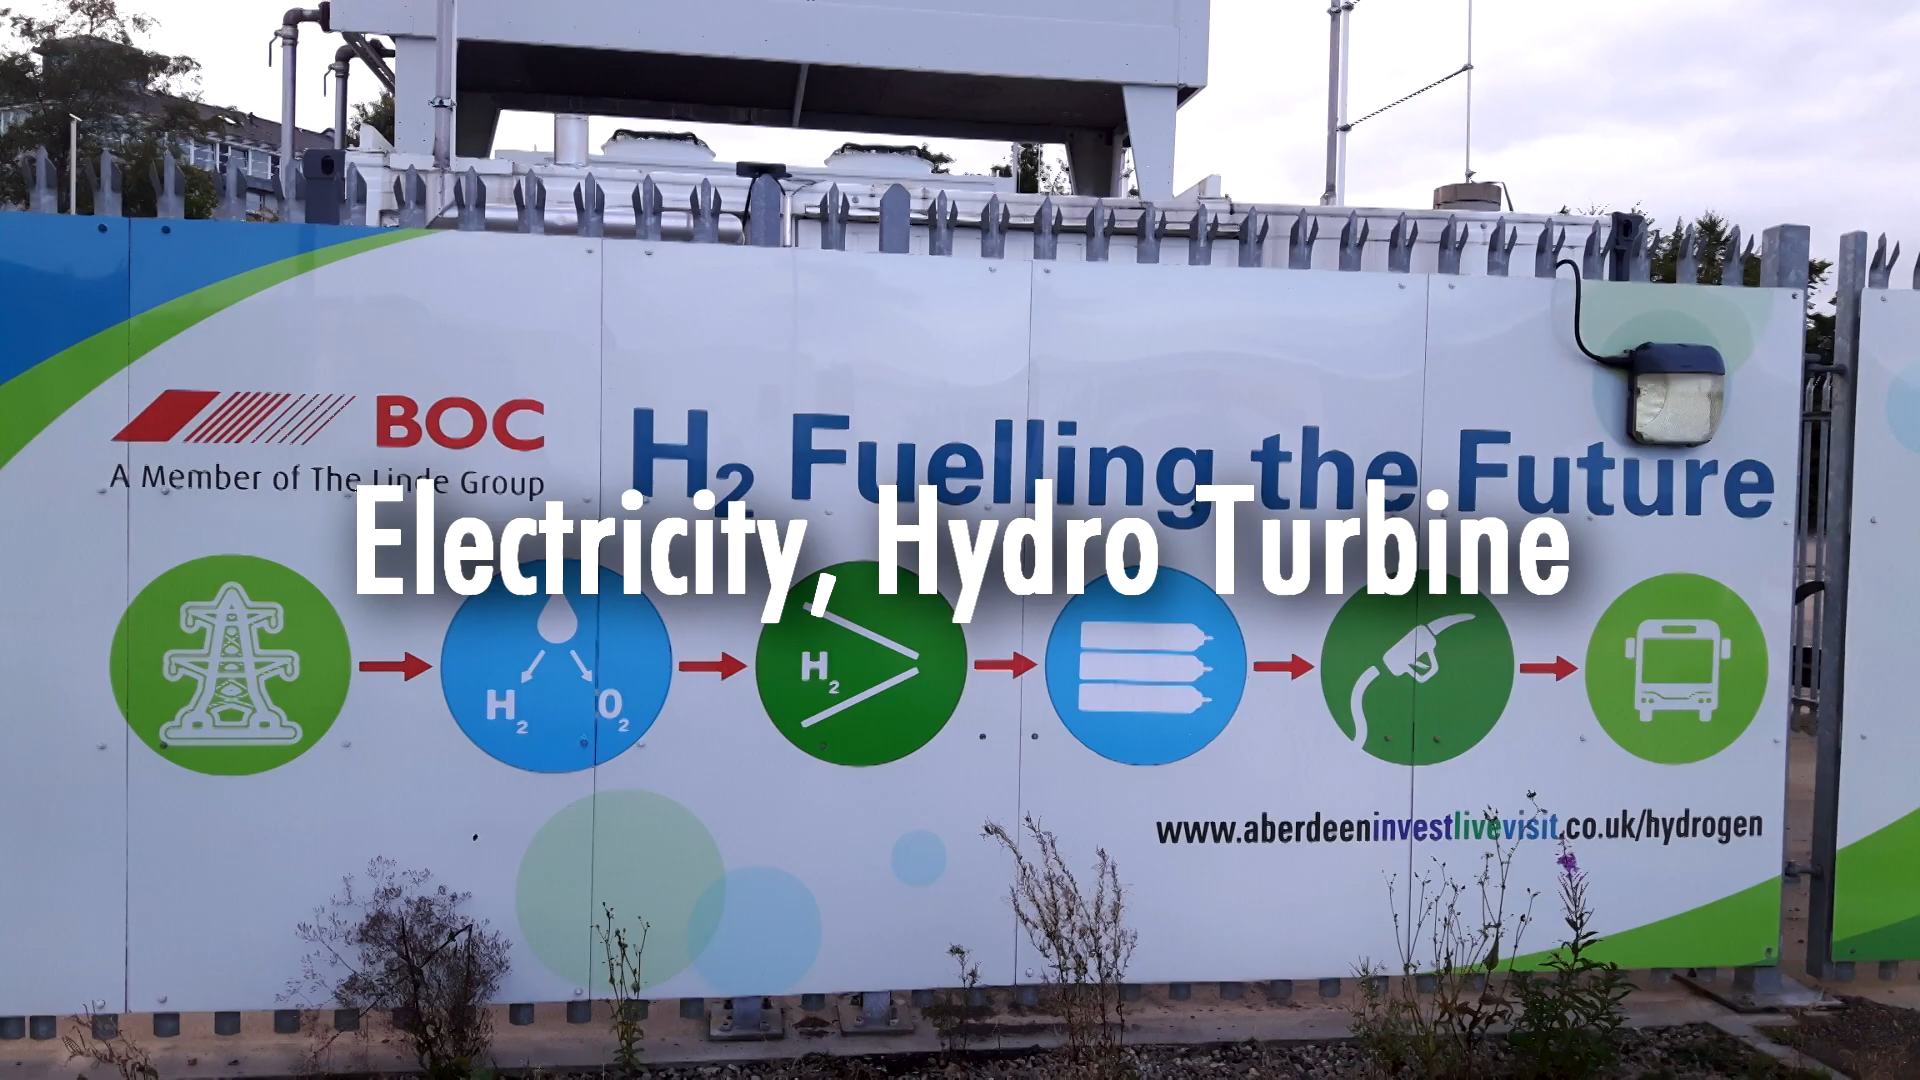 BOC
A Member of The Linde Group
H2 Fuelling the Future
Electricity, Hydro Turbine
H2
O2
H2
www.aberdeeninvestlivevisit.co.uk/hydrogen